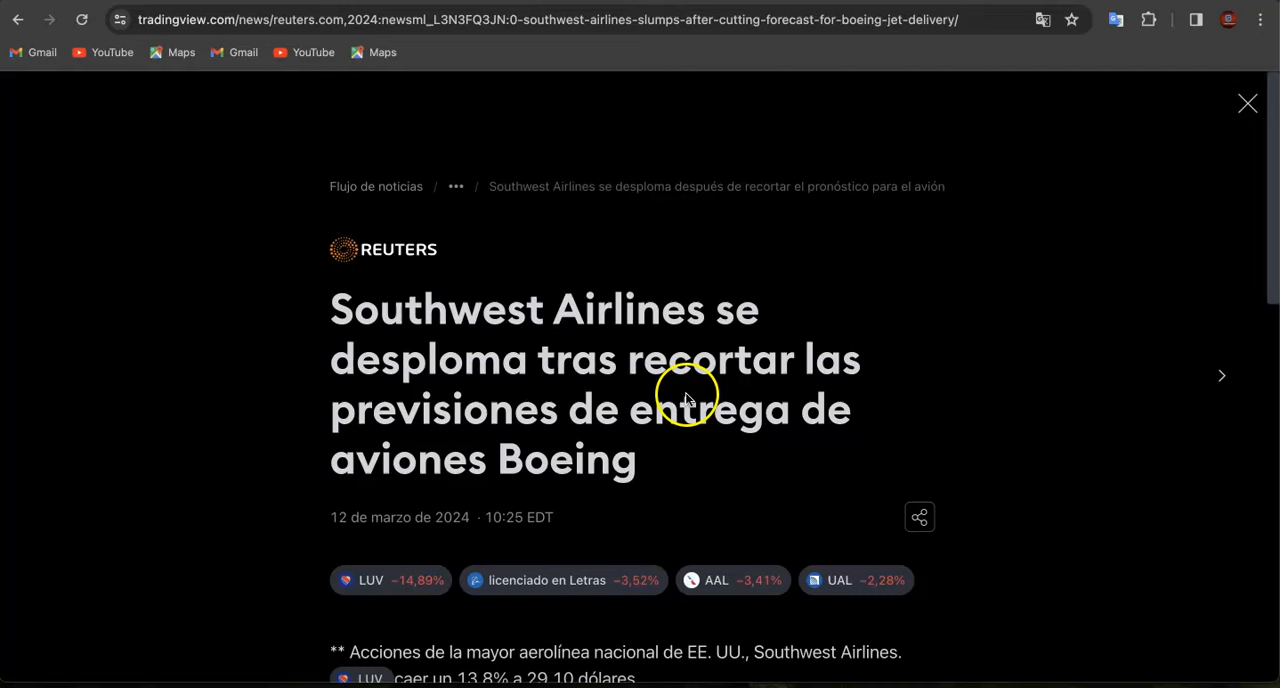 tradingview.com/news/reuters.com,2024:newsml_L3N3FQ3JN:0-southwest-airlines-slumps-after-cutting-forecast-for-boeing-jet-delivery/
Gmail YouTube Maps Gmail YouTube Maps
Flujo de noticias / ••• / Southwest Airlines se desploma después de recortar el pronóstico para el avión
REUTERS
Southwest Airlines se
desploma tras recortar las
previsiones de entrega de
aviones Boeing
12 de marzo de 2024 · 10:25 EDT
LUV −14,89% licenciado en Letras −3,52% AAL −3,41% UAL −2,28%
** Acciones de la mayor aerolínea nacional de EE. UU., Southwest Airlines.
LUV caer un 13,8% a 29,10 dólares